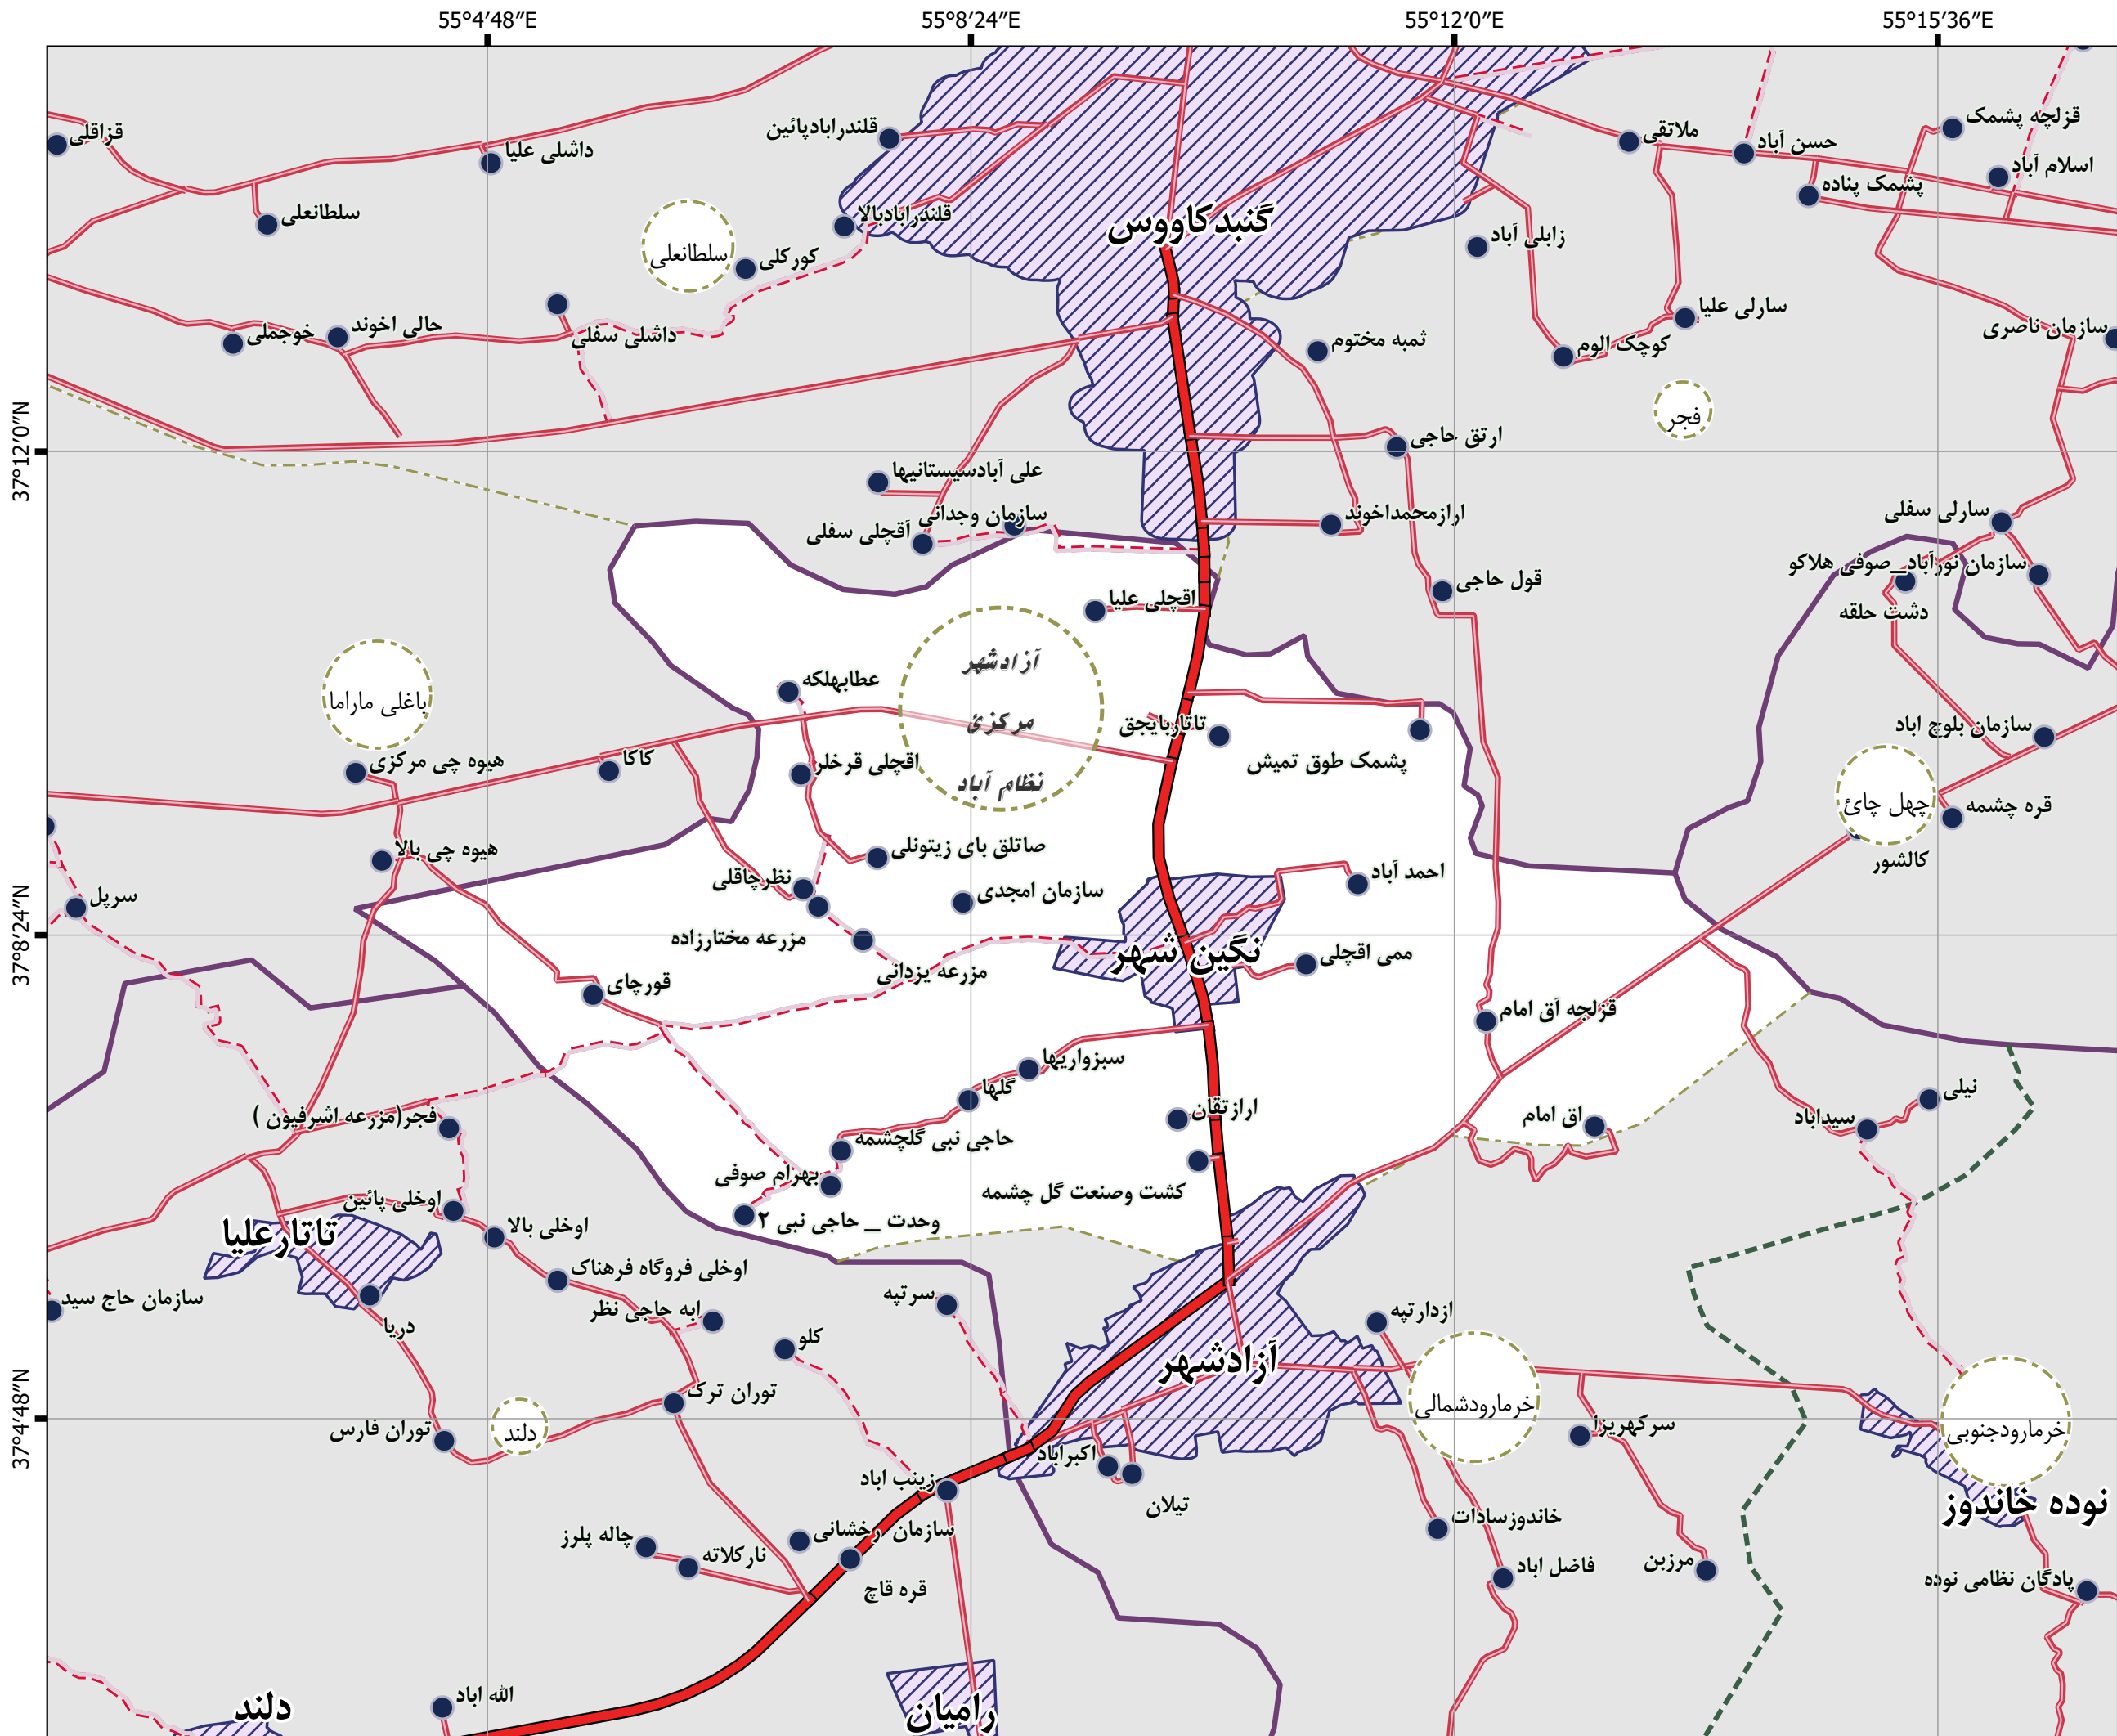 55°4′48″E
55°8′24″E
55°12′0″E
55°15′36″E
قزاقلی
داشلی علیا
سلطانعلی
قلندرابادپائین
قلندرابادبالا
سلطانعلی
کورکلی
گنبدکاووس
ملاتقی
حسن آباد
قزلچه پشمک
اسلام آباد
پشمک پناده
زابلی آباد
سارلی علیا
سازمان ناصری
کوچک الوم
ثمبه مختوم
خوجملی
حالی اخوند
داشلی سفلی
فجر
37°12′0″N
ارتق حاجی
علی آبادسیستانیها
سازمان وجدانی
آقچلی سفلی
ارازمحمداخوند
سارلی سفلی
سازمان نورآباد_صوفی هلاکو
دشت حلقه
قول حاجی
اقچلی علیا
آزادشهر
مرکزئ
نظام آباد
عطابهلکه
باغلی ماراما
تاتاربایجق
پشمک طوق تمیش
سازمان بلوچ اباد
هیوه چی مرکزی
کاکا
اقچلی قرخلر
چهل چائ
قره چشمه
کالشور
هیوه چی بالا
صاتلق بای زیتونلی
نظرچاقلی
سازمان امجدی
احمد آباد
سرپل
37°8′24″N
مزرعه مختارزاده
مزرعه یزدانی
نگین شهر
ممی اقچلی
قورچای
قزلجه آق امام
سبزواریها
گلها
نیلی
فجر(مزرعه اشرفیون )
حاجی نبی گلچشمه
ارازتقان
اق امام
سیداباد
بهرام صوفی
کشت وصنعت گل چشمه
وحدت _ حاجی نبی ۲
اوخلی پائین
تاتارعلیا
اوخلی بالا
اوخلی فروگاه فرهناک
سازمان حاج سید
دریا
ابه حاجی نظر
سرتپه
کلو
ازدارتپه
آزادشهر
توران ترک
توران فارس
دلند
خرمارودشمالی
خرمارودجنوبی
سرکهریزا
37°4′48″N
اکبراباد
زینب اباد
تیلان
نوده خاندوز
خاندوزسادات
سازمان رخشانی
چاله پلرز
نارکلاته
قره قاچ
فاضل اباد
مرزبن
پادگان نظامی نوده
الله اباد
دلند
رامیان